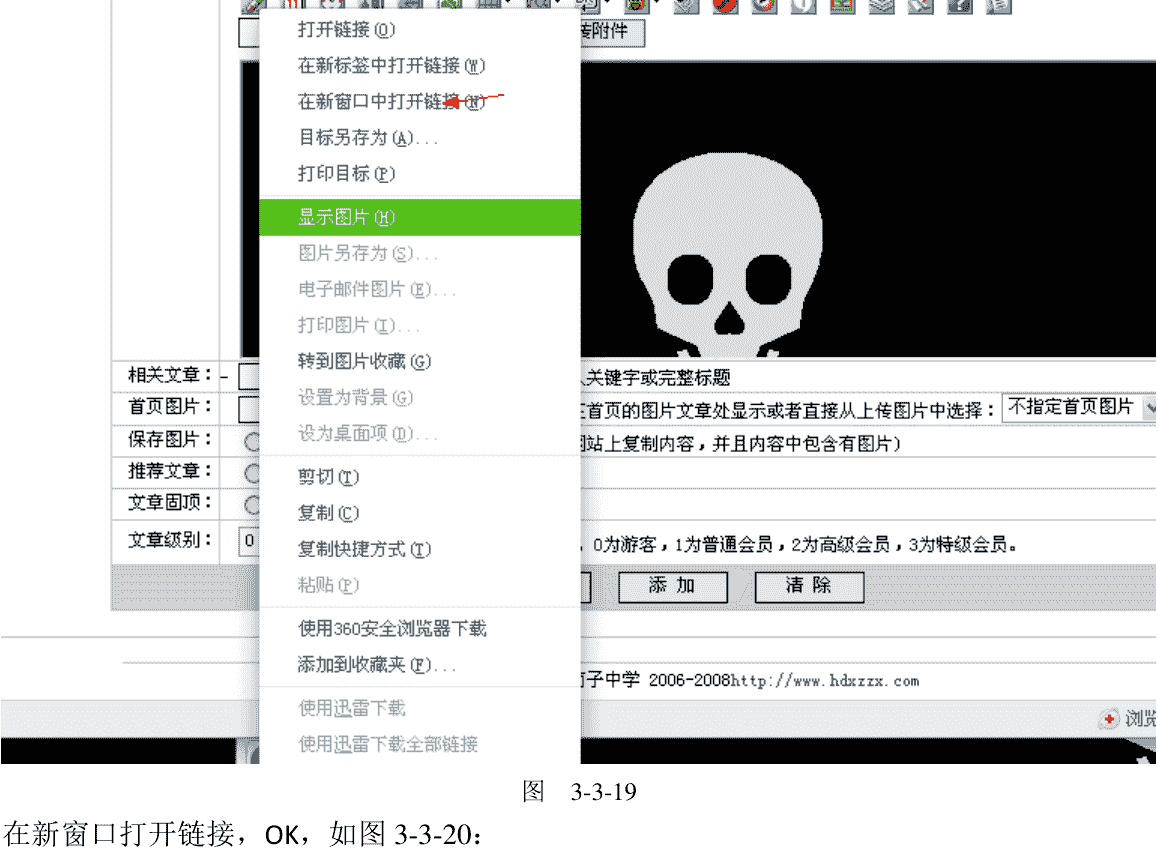 打开链接(O)
传附件
在新标签中打开链接(W)
在新窗口中打开链接(N)
目标另存为(A)...
打印目标(P)
显示图片(H)
图片另存为(S)...
电子邮件图片(E)...
打印图片(I)...
转到图片收藏(G)
相关文章：
关键字或完整标题
设置为背景(G)
首页图片：
首页的图片文章处显示或者直接从上传图片中选择：
不指定首页图片
设为桌面项(D)...
保存图片：
站上复制内容，并且内容中包含有图片）
推荐文章：
剪切(T)
文章固顶：
复制(C)
文章级别：
0
复制快捷方式(T)
0为游客，1为普通会员，2为高级会员，3为特级会员。
粘贴(P)
添 加
清 除
使用360安全浏览器下载
添加到收藏夹(F)...
子中学 2006-2008http://www.hdxzzx.com
使用迅雷下载
浏览
使用迅雷下载全部链接
图 3-3-19
在新窗口打开链接，OK，如图 3-3-20：